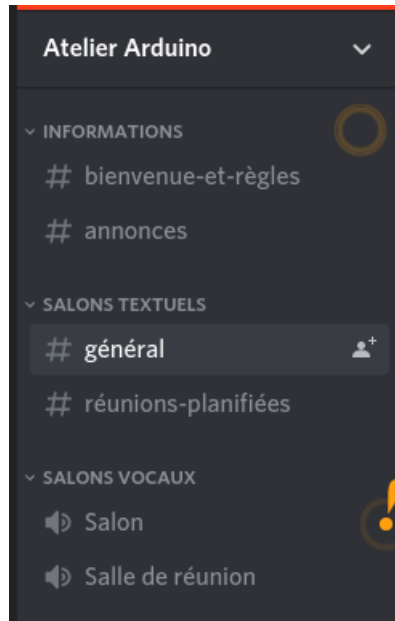 Atelier Arduino
INFORMATIONS
# bienvenue-et-règles
# annonces
SALONS TEXTUELS
# général
# réunions-planifiées
SALONS VOCAUX
Salon
Salle de réunion